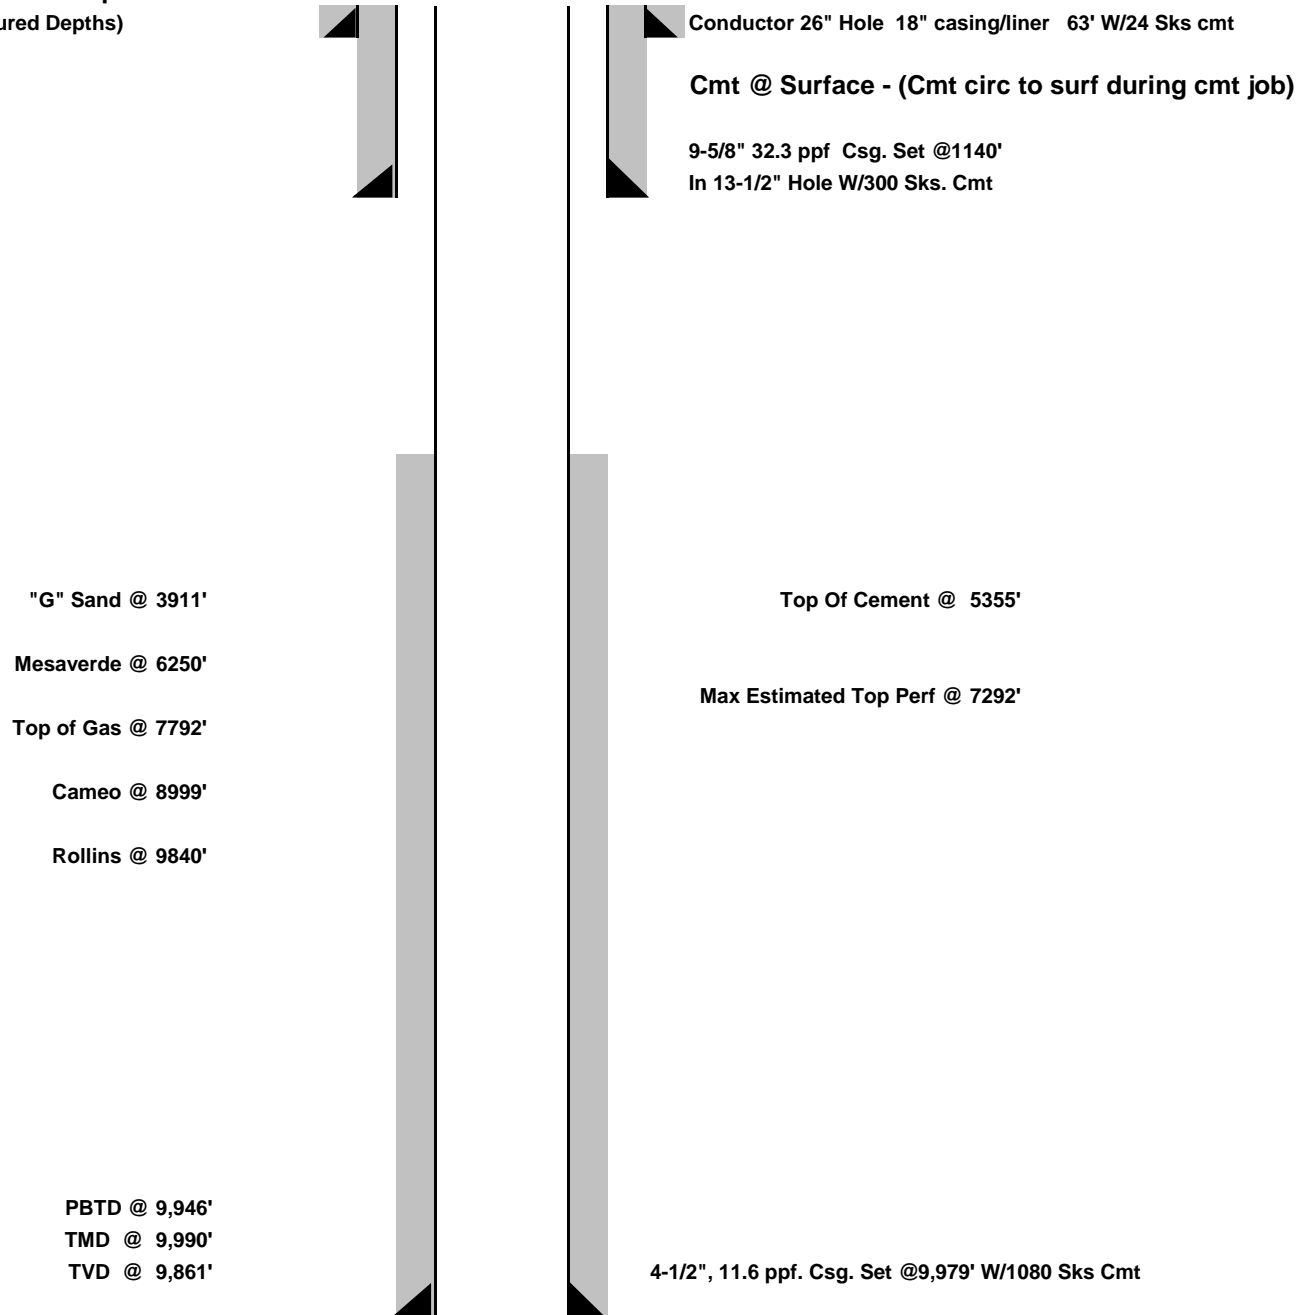 ured Depths)
Conductor 26" Hole 18" casing/liner 63' W/24 Sks cmt
Cmt @ Surface - (Cmt circ to surf during cmt job)
9-5/8" 32.3 ppf Csg. Set @1140'
In 13-1/2" Hole W/300 Sks. Cmt
"G" Sand @ 3911'
Top Of Cement @ 5355'
Mesaverde @ 6250'
Max Estimated Top Perf @ 7292'
Top of Gas @ 7792'
Cameo @ 8999'
Rollins @ 9840'
PBTD @ 9,946'
TMD @ 9,990'
TVD @ 9,861'
4-1/2", 11.6 ppf. Csg. Set @9,979' W/1080 Sks Cmt